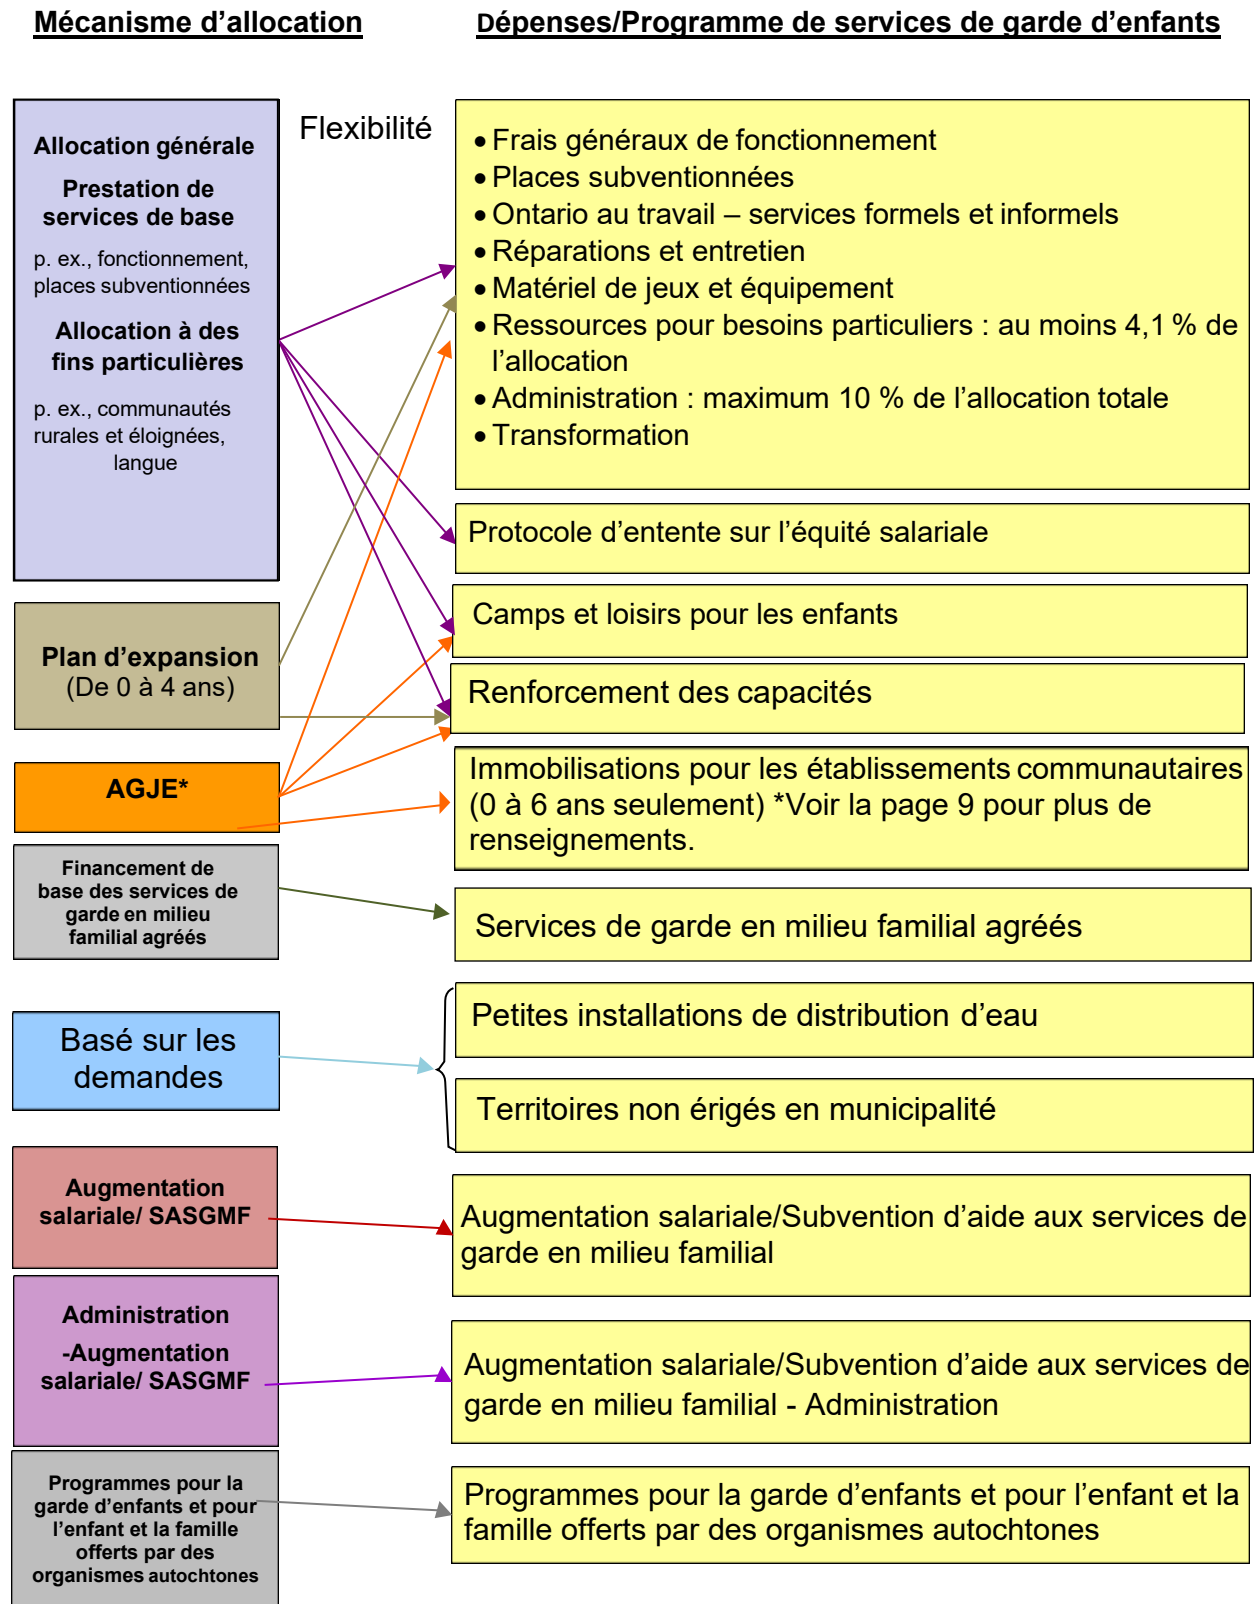 Mécanisme d’allocation
Dépenses/Programme de services de garde d’enfants
Allocation générale
Prestation de
services de base
p. ex., fonctionnement,
places subventionnées
Allocation à des
fins particulières
p. ex., communautés
rurales et éloignées,
langue
Flexibilité
• Frais généraux de fonctionnement
• Places subventionnées
• Ontario au travail – services formels et informels
• Réparations et entretien
• Matériel de jeux et équipement
• Ressources pour besoins particuliers : au moins 4,1 % de
l’allocation
• Administration : maximum 10 % de l’allocation totale
• Transformation
Protocole d’entente sur l’équité salariale
Camps et loisirs pour les enfants
Plan d’expansion
(De 0 à 4 ans)
Renforcement des capacités
AGJE*
Immobilisations pour les établissements communautaires
(0 à 6 ans seulement) *Voir la page 9 pour plus de
renseignements.
Financement de
base des services de
garde en milieu
familial agréés
Services de garde en milieu familial agréés
Basé sur les
demandes
Petites installations de distribution d’eau
Territoires non érigés en municipalité
Augmentation
salariale/ SASGMF
Augmentation salariale/Subvention d’aide aux services de
garde en milieu familial
Administration
-Augmentation
salariale/ SASGMF
Augmentation salariale/Subvention d’aide aux services de
garde en milieu familial - Administration
Programmes pour la
garde d’enfants et pour
l’enfant et la famille
offerts par des
organismes autochtones
Programmes pour la garde d’enfants et pour l’enfant et la
famille offerts par des organismes autochtones